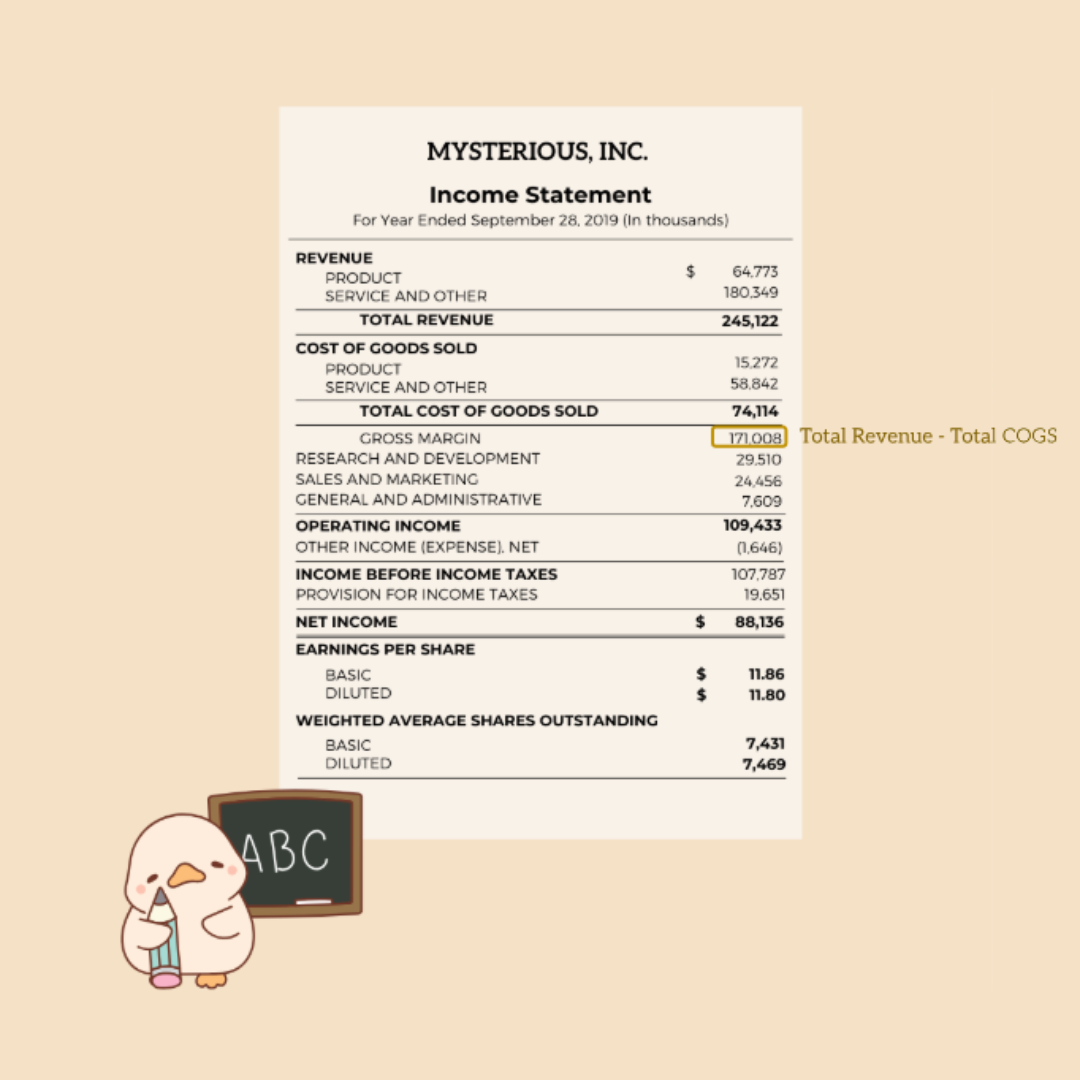 MYSTERIOUS, INC.
Income Statement
For Year Ended September 28, 2019 (In thousands)
REVENUE
PRODUCT $ 64,773
SERVICE AND OTHER 180,349
TOTAL REVENUE 245,122
COST OF GOODS SOLD
PRODUCT 15,272
SERVICE AND OTHER 58,842
TOTAL COST OF GOODS SOLD 74,114
GROSS MARGIN 171,008 Total Revenue - Total COGS
RESEARCH AND DEVELOPMENT 29,510
SALES AND MARKETING 24,456
GENERAL AND ADMINISTRATIVE 7,609
OPERATING INCOME 109,433
OTHER INCOME (EXPENSE), NET (1,646)
INCOME BEFORE INCOME TAXES 107,787
PROVISION FOR INCOME TAXES 19,651
NET INCOME $ 88,136
EARNINGS PER SHARE
BASIC $ 11.86
DILUTED $ 11.80
WEIGHTED AVERAGE SHARES OUTSTANDING
BASIC 7,431
DILUTED 7,469
ABC